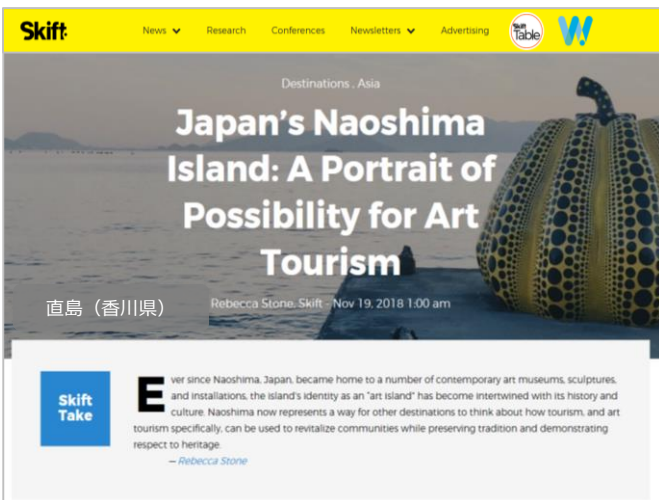 Skift:
News
Research
Conferences
Newsletters
Advertising
Skift
Table
W!
Destinations , Asia
Japan's Naoshima
Island: A Portrait of
Possibility for Art
Tourism
直島（香川県）
Rebecca Stone, Skift - Nov 19, 2018 1:00 am
Skift
Take
Ever since Naoshima, Japan, became home to a number of contemporary art museums, sculptures,
and installations, the island's identity as an "art island" has become intertwined with its history and
culture. Naoshima now represents a way for other destinations to think about how tourism, and art
tourism specifically, can be used to revitalize communities while preserving tradition and demonstrating
respect to heritage.
— Rebecca Stone